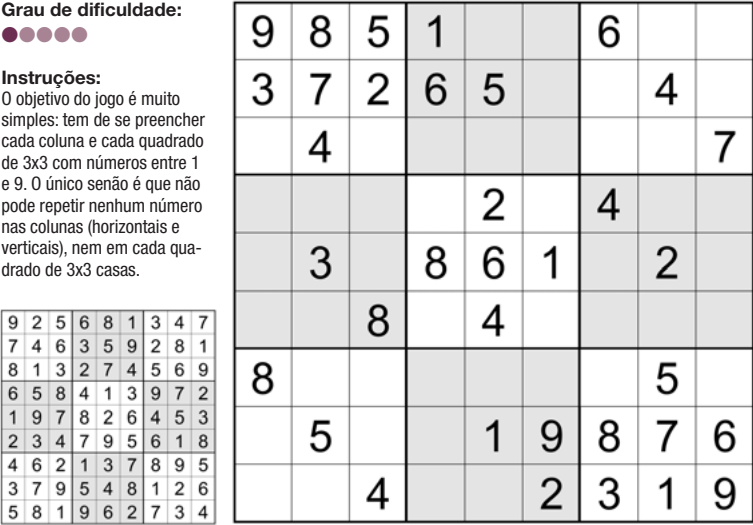 Grau de dificuldade:
Instruções:
O objetivo do jogo é muito
simples: tem de se preencher
cada coluna e cada quadrado
de 3x3 com números entre 1
e 9. O único senão é que não
pode repetir nenhum número
nas colunas (horizontais e
verticais), nem em cada qua-
drado de 3x3 casas.
9 2 5 6 8 1 3 4 7
7 4 6 3 5 9 2 8 1
8 1 3 2 7 4 5 6 9
6 5 8 4 1 3 9 7 2
1 9 7 8 2 6 4 5 3
2 3 4 7 9 5 6 1 8
4 6 2 1 3 7 8 9 5
3 7 9 5 4 8 1 2 6
5 8 1 9 6 2 7 3 4
9 8 5 1 6
3 7 2 6 5 4
4 7
2 4
3 8 6 1 2
8 4
8 5
5 1 9 8 7 6
4 2 3 1 9